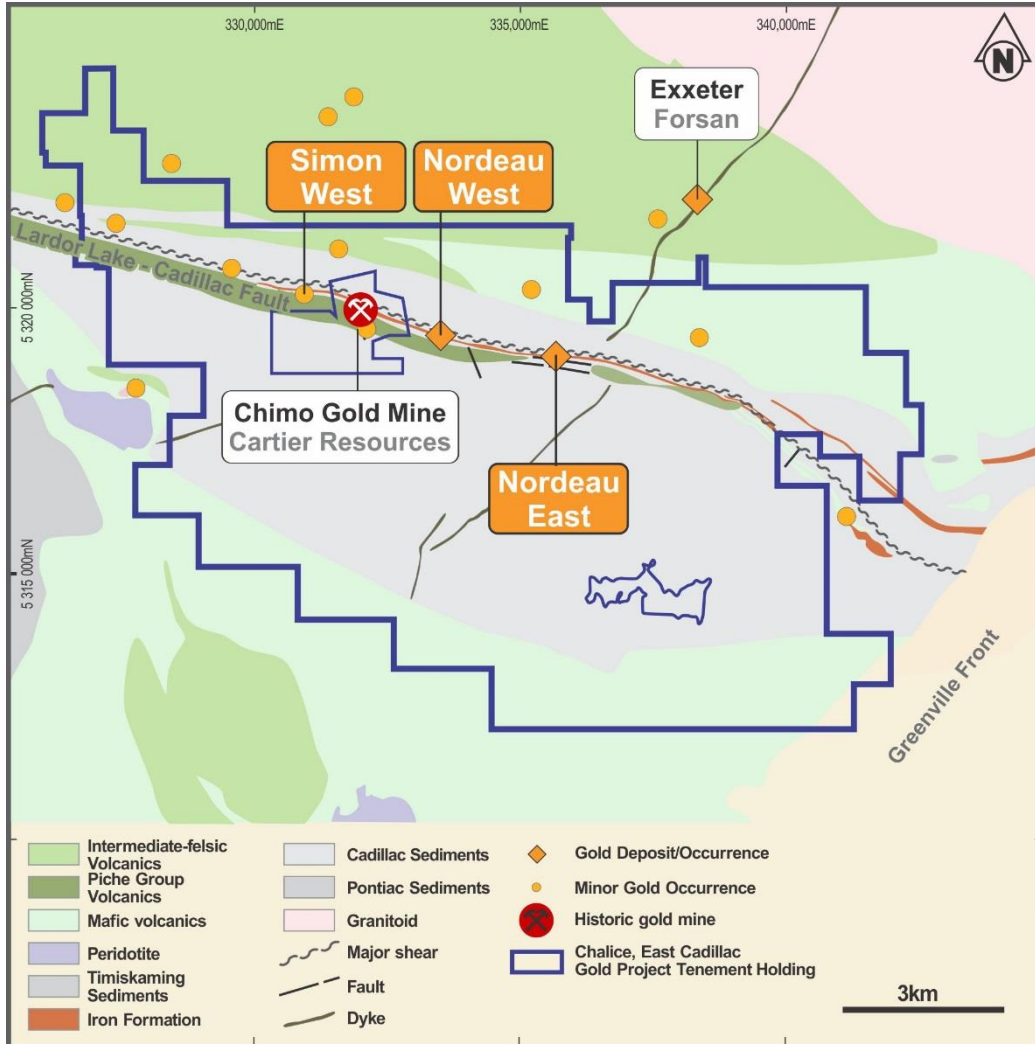 330,000mE
335,000mE
340,000mE
N
Exxeter
Forsan
Simon
West
Nordeau
West
Lardor Lake - Cadillac Fault
5 320 000mN
Chimo Gold Mine
Cartier Resources
Nordeau
East
5 315 000mN
Greenville Front
Intermediate-felsic
Volcanics
Piche Group
Volcanics
Mafic volcanics
Peridotite
Timiskaming
Sediments
Iron Formation
Cadillac Sediments
Pontiac Sediments
Granitoid
Major shear
Fault
Dyke
Gold Deposit/Occurrence
Minor Gold Occurrence
Historic gold mine
Chalice, East Cadillac
Gold Project Tenement Holding
3km